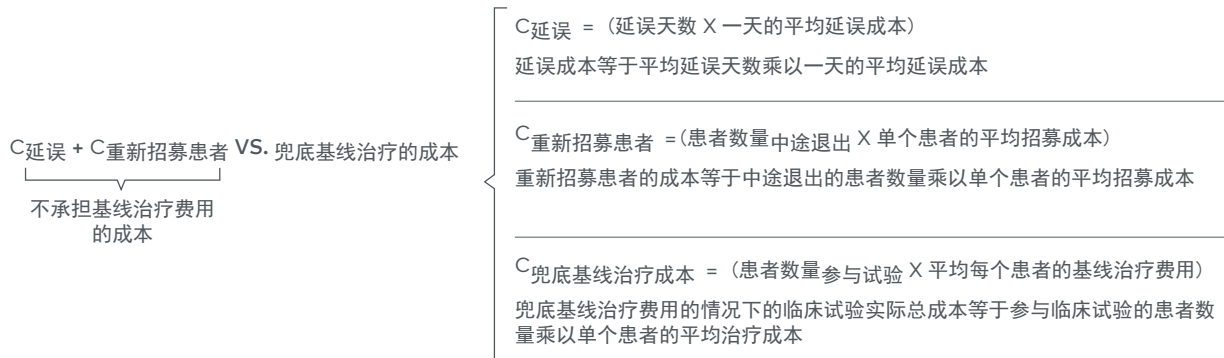 C延误 + C重新招募患者 VS. 兜底基线治疗的成本
不承担基线治疗费用
的成本
C延误 = （延误天数 X 一天的平均延误成本）
延误成本等于平均延误天数乘以一天的平均延误成本
C重新招募患者 =（患者数量中途退出 X 单个患者的平均招募成本）
重新招募患者的成本等于中途退出的患者数量乘以单个患者的平均招募成本
C兜底基线治疗成本 = （患者数量参与试验 X 平均每个患者的基线治疗费用）
兜底基线治疗费用的情况下的临床试验实际总成本等于参与临床试验的患者数
量乘以单个患者的平均治疗成本